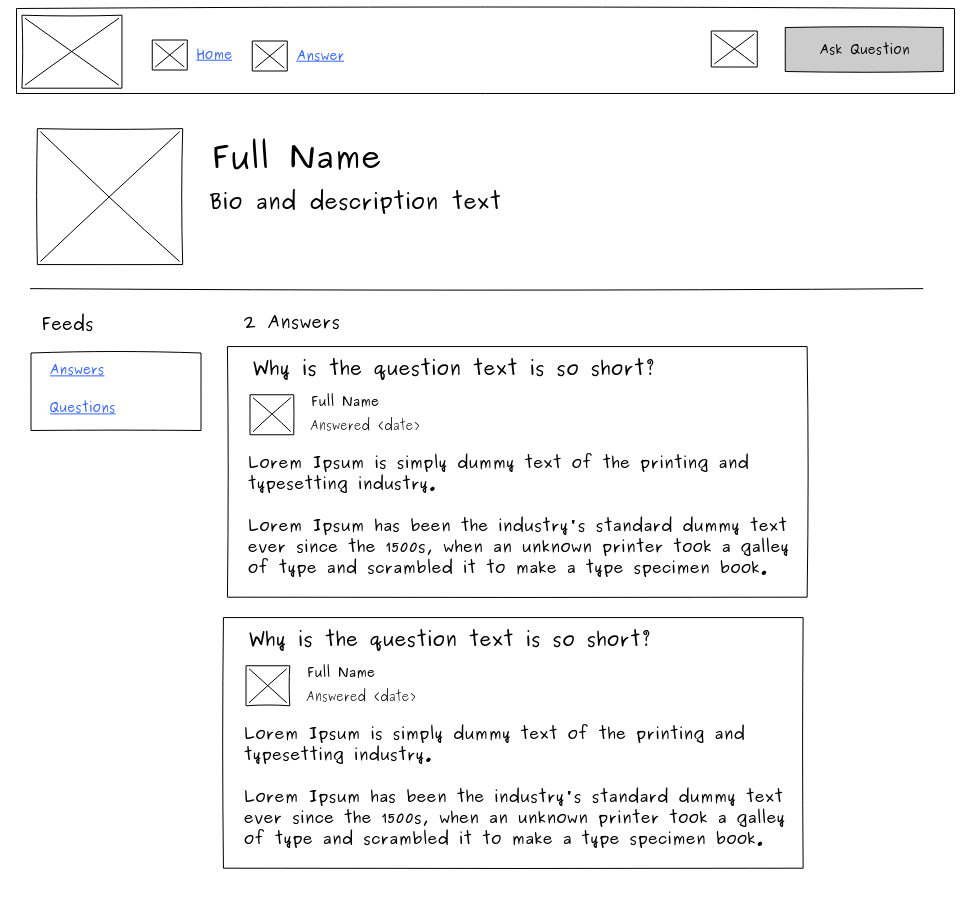 Home
Answer
Ask Question
Full Name
Bio and description text
Feeds
2 Answers
Answers
Questions
Why is the question text is so short?
Full Name
Answered <date>
Lorem Ipsum is simply dummy text of the printing and
typesetting industry.
Lorem Ipsum has been the industry's standard dummy text
ever since the 1500s, when an unknown printer took a galley
of type and scrambled it to make a type specimen book.
Why is the question text is so short?
Full Name
Answered <date>
Lorem Ipsum is simply dummy text of the printing and
typesetting industry.
Lorem Ipsum has been the industry's standard dummy text
ever since the 1500s, when an unknown printer took a galley
of type and scrambled it to make a type specimen book.